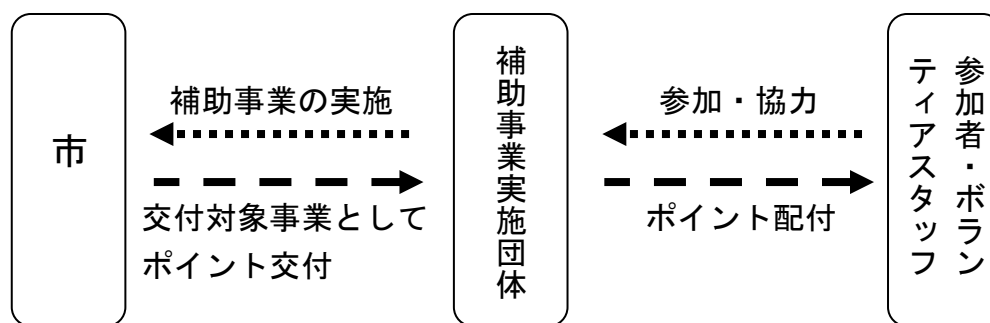 市
補助事業の実施
交付対象事業として
ポイント交付
補助事業実施団体
参加・協力
ポイント配付
参加者・ボラン
ティアスタッフ